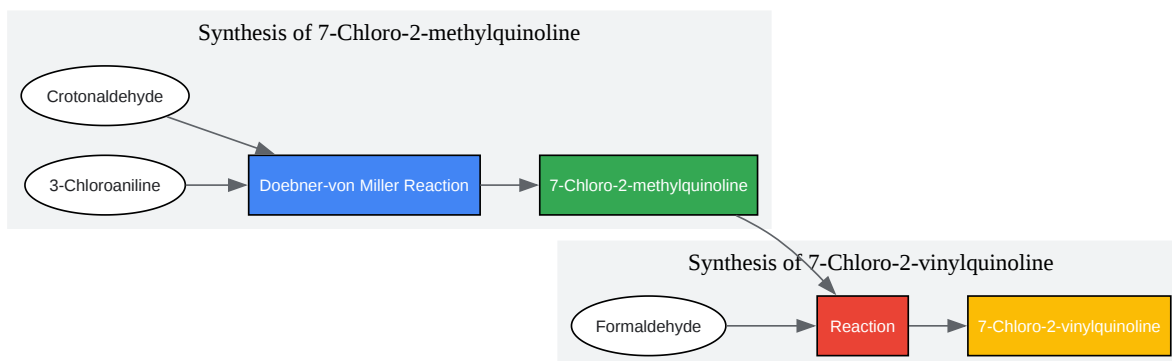 Synthesis of 7-Chloro-2-methylquinoline
Crotonaldehyde
3-Chloroaniline
Doebner-von Miller Reaction
7-Chloro-2-methylquinoline
Synthesis of 7-Chloro-2-vinylquinoline
Formaldehyde
Reaction
7-Chloro-2-vinylquinoline